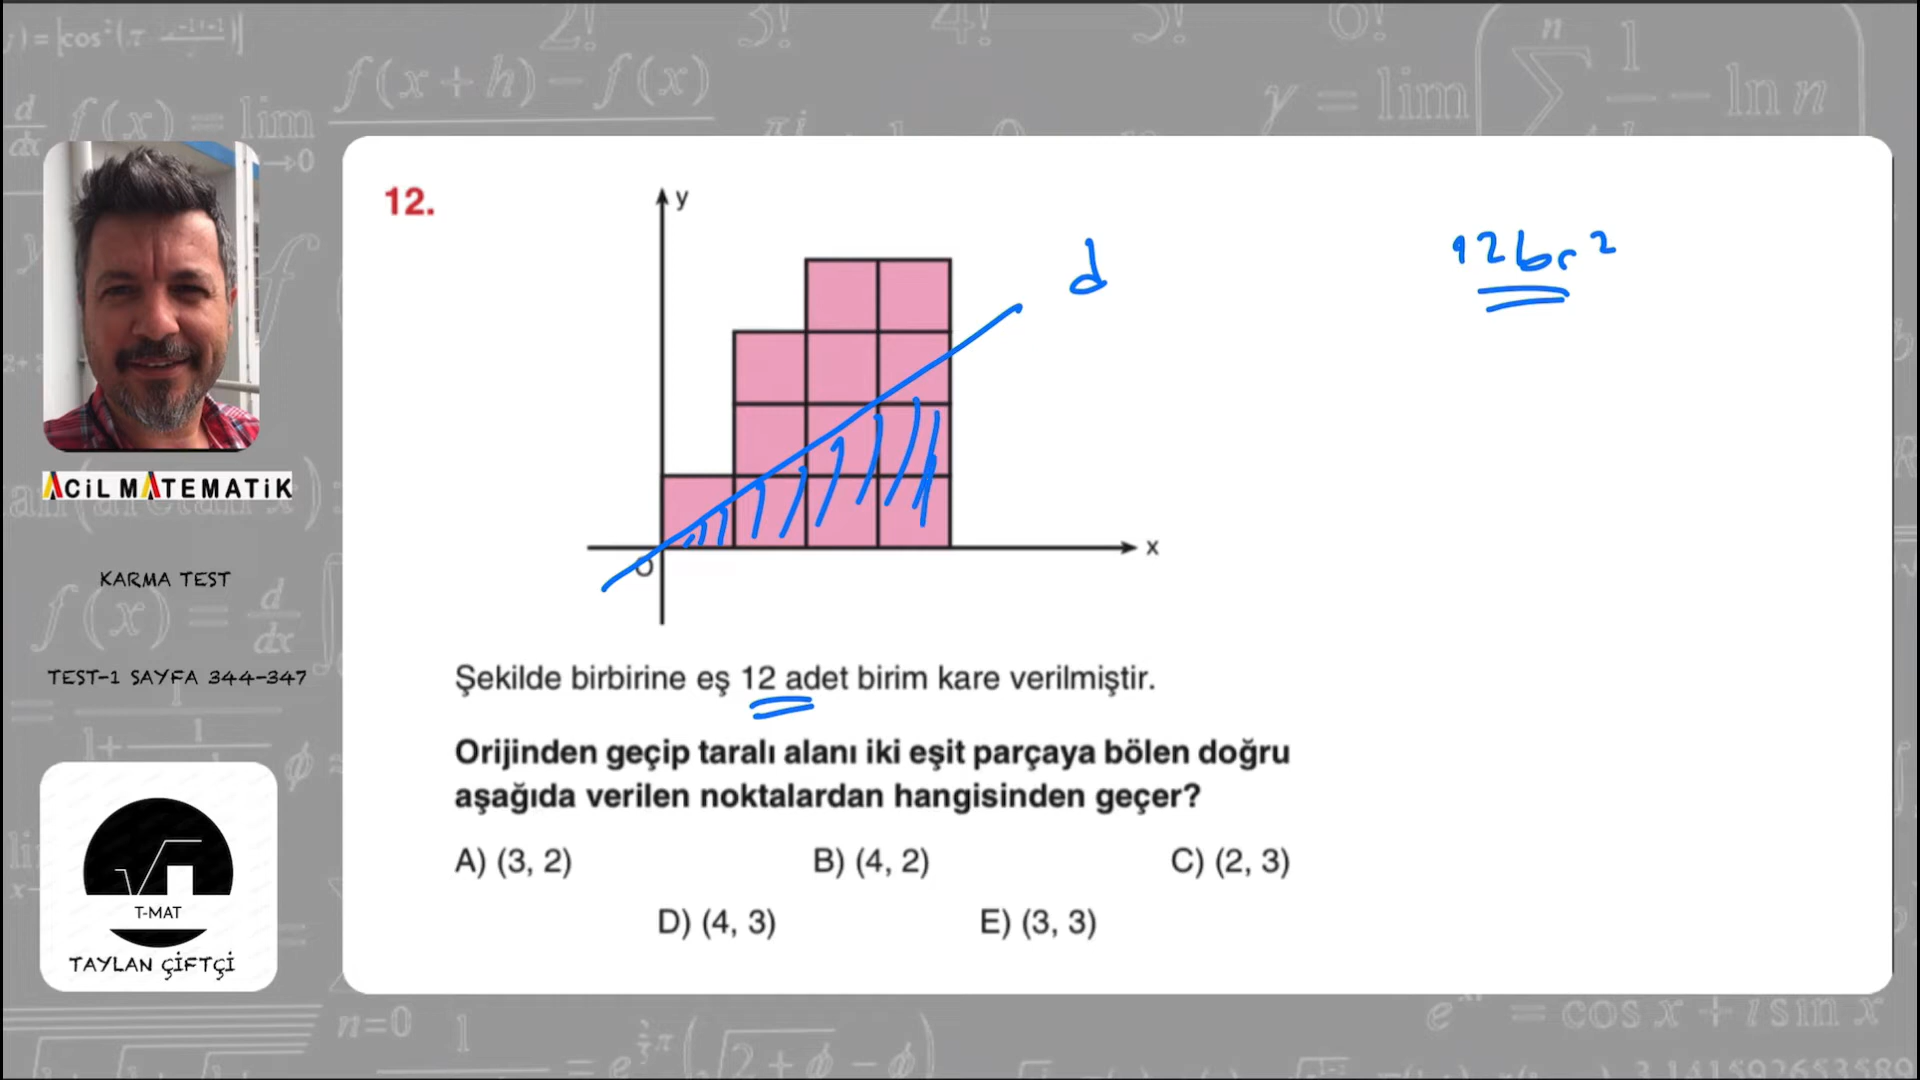 12.
y
d
12br²
x
O
ACİL MATEMATİK
KARMA TEST
TEST-1 SAYFA 344-347
T-MAT
TAYLAN ÇİFTÇİ
Şekilde birbirine eş 12 adet birim kare verilmiştir.
Orijinden geçip taralı alanı iki eşit parçaya bölen doğru
aşağıda verilen noktalardan hangisinden geçer?
A) (3, 2) B) (4, 2) C) (2, 3)
D) (4, 3) E) (3, 3)